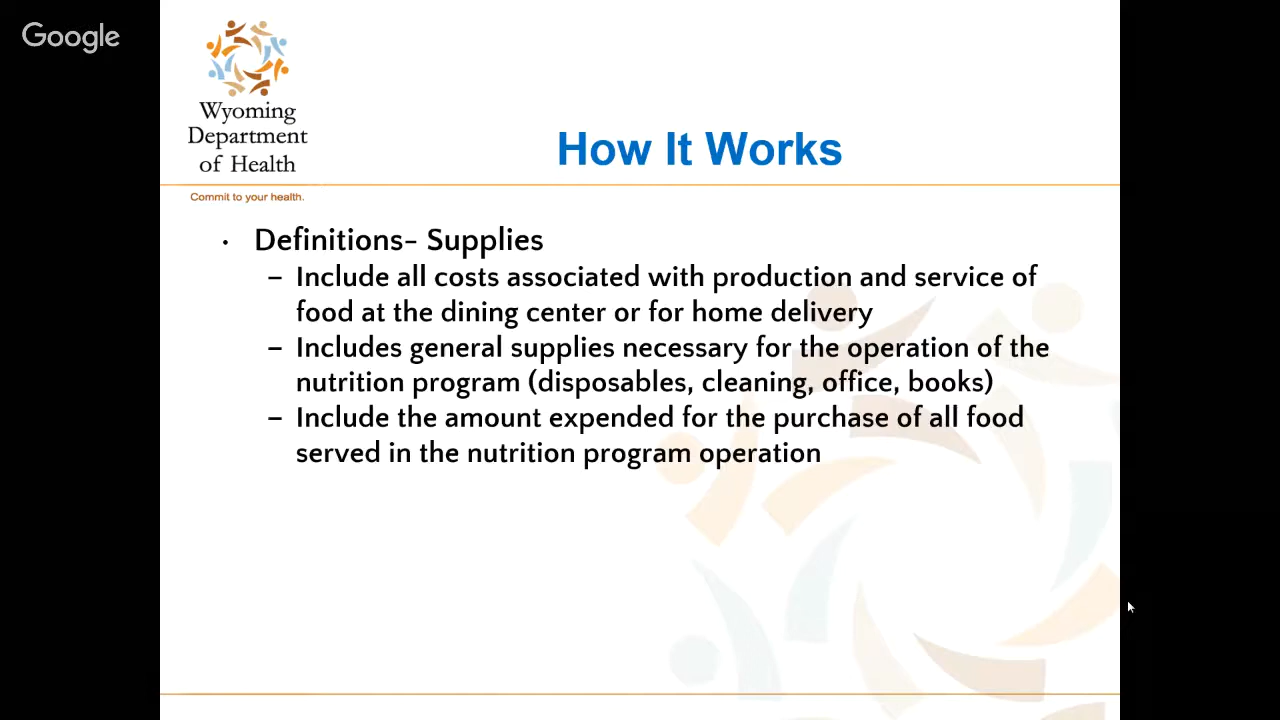 Google
Wyoming
Department
of Health
Commit to your health.
How It Works
• Definitions- Supplies
– Include all costs associated with production and service of
food at the dining center or for home delivery
– Includes general supplies necessary for the operation of the
nutrition program (disposables, cleaning, office, books)
– Include the amount expended for the purchase of all food
served in the nutrition program operation